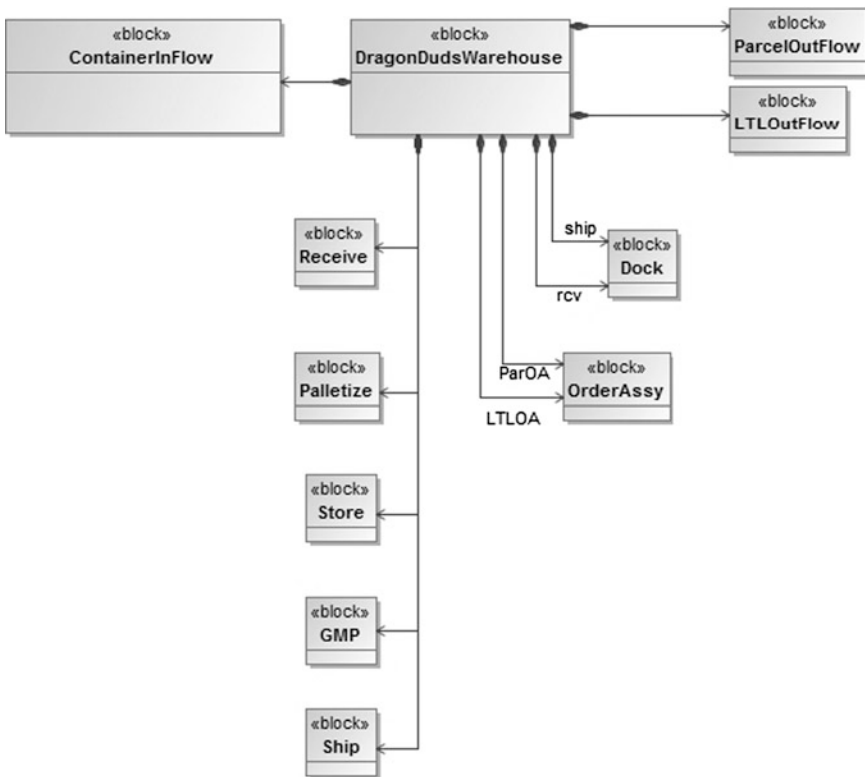 «block»
ContainerInFlow
«block»
DragonDudsWarehouse
«block»
ParcelOutFlow
«block»
LTLOutFlow
«block»
Receive
ship
«block»
Dock
rcv
«block»
Palletize
ParOA
LTLOA
«block»
OrderAssy
«block»
Store
«block»
GMP
«block»
Ship